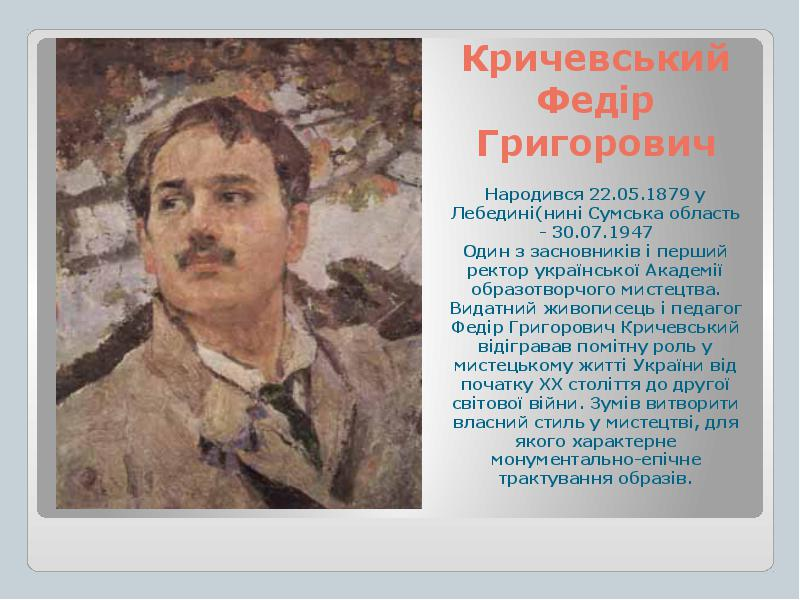 Кричевський
Федір
Григорович
Народився 22.05.1879 у
Лебедині(нині Сумська область
- 30.07.1947
Один з засновників і перший
ректор української Академії
образотворчого мистецтва.
Видатний живописець і педагог
Федір Григорович Кричевський
відігравав помітну роль у
мистецькому житті України від
початку XX століття до другої
світової війни. Зумів витворити
власний стиль у мистецтві, для
якого характерне
монументально-епічне
трактування образів.